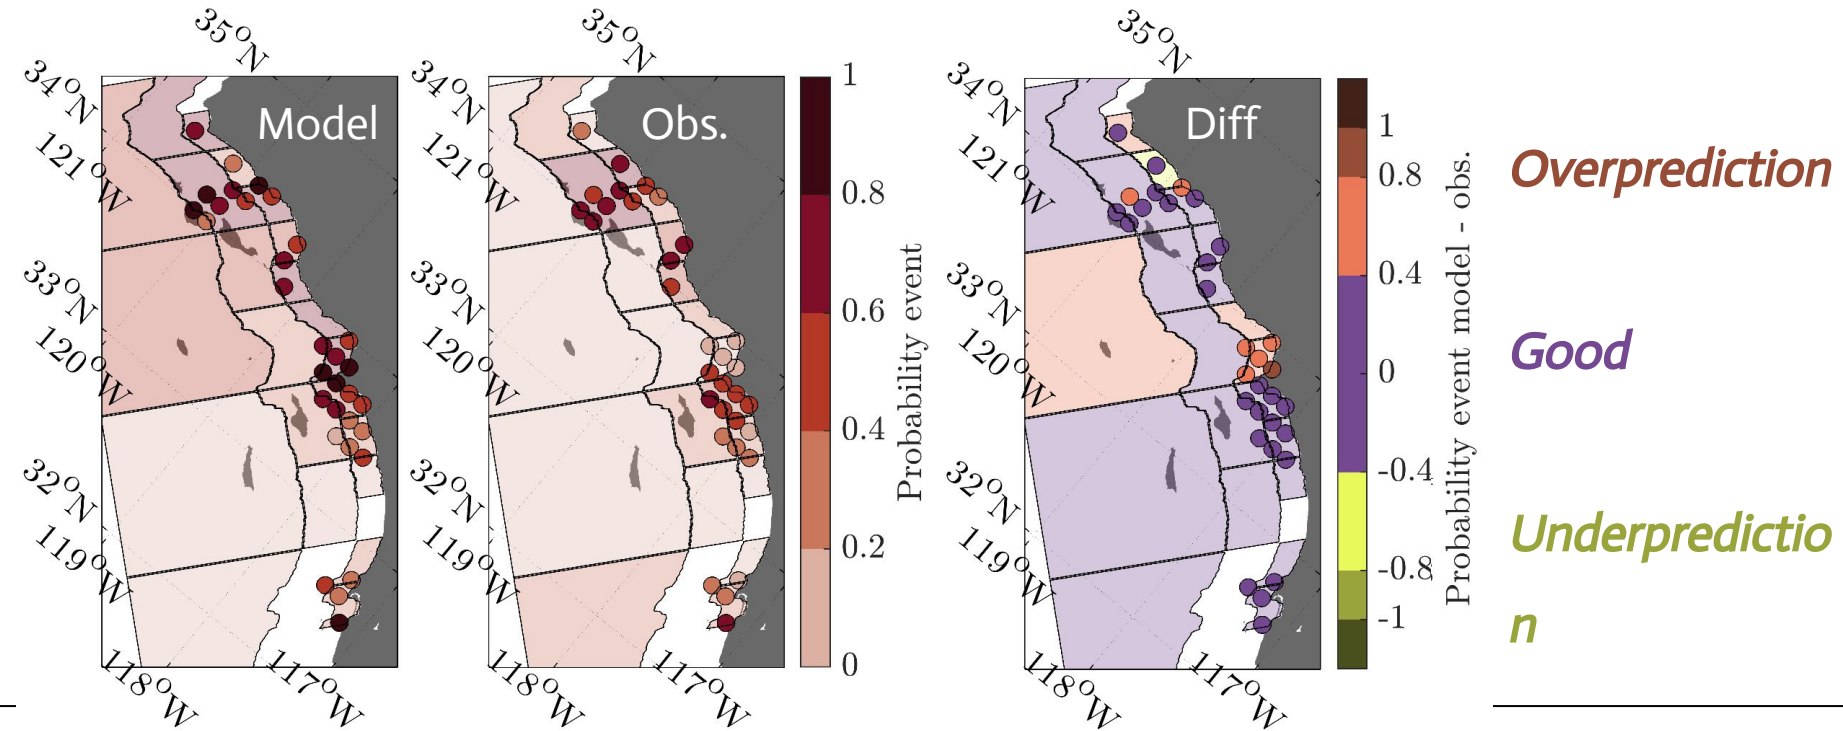 35°N
34°N
121°W
33°N
120°W
32°N
119°W
118°W
117°W
Model
35°N
34°N
121°W
33°N
120°W
32°N
119°W
118°W
117°W
Obs.
1
0.8
0.6
0.4
0.2
0
Probability event
35°N
34°N
121°W
33°N
120°W
32°N
119°W
118°W
117°W
Diff
1
0.8
0.4
0
-0.4
-0.8
-1
Probability event model - obs.
Overprediction
Good
Underpredictio
n